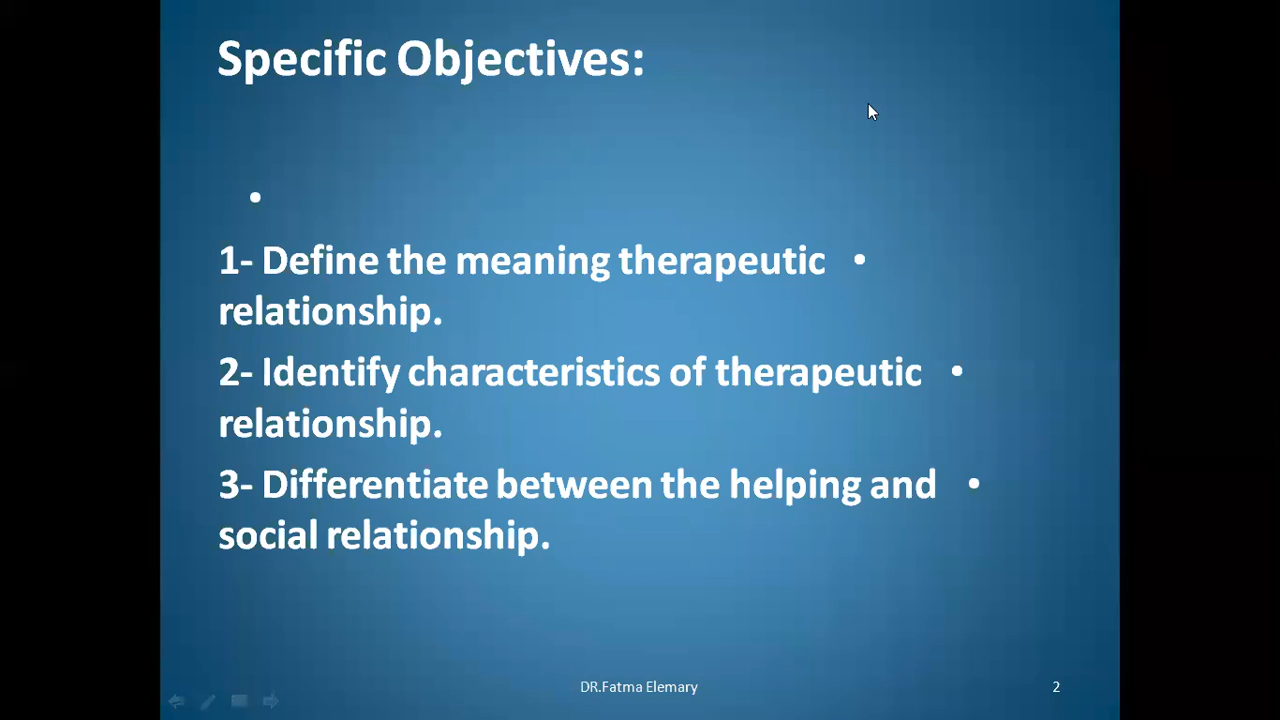 Specific Objectives:
•
1- Define the meaning therapeutic •
relationship.
2- Identify characteristics of therapeutic •
relationship.
3- Differentiate between the helping and •
social relationship.
DR.Fatma Elemary
2